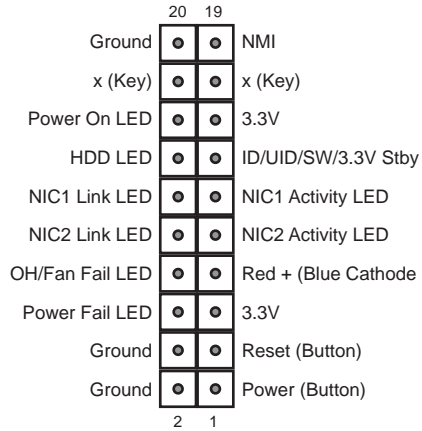 20 19
Ground NMI
x (Key) x (Key)
Power On LED 3.3V
HDD LED ID/UID/SW/3.3V Stby
NIC1 Link LED NIC1 Activity LED
NIC2 Link LED NIC2 Activity LED
OH/Fan Fail LED Red + (Blue Cathode
Power Fail LED 3.3V
Ground Reset (Button)
Ground Power (Button)
2 1